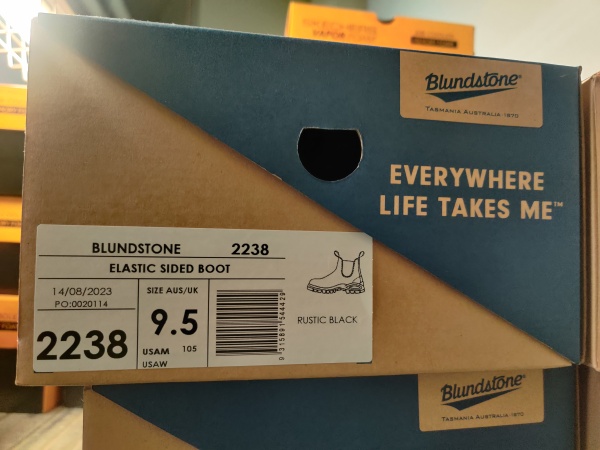 Blundstone®
TASMANIA AUSTRALIA 1870
EVERYWHERE
LIFE TAKES ME™
BLUNDSTONE 2238
ELASTIC SIDED BOOT
14/08/2023
PO:0020114
2238
SIZE AUS/UK
9.5
USAM 105
USAW
RUSTIC BLACK
Blundstone®
TASMANIA AUSTRALIA 1870